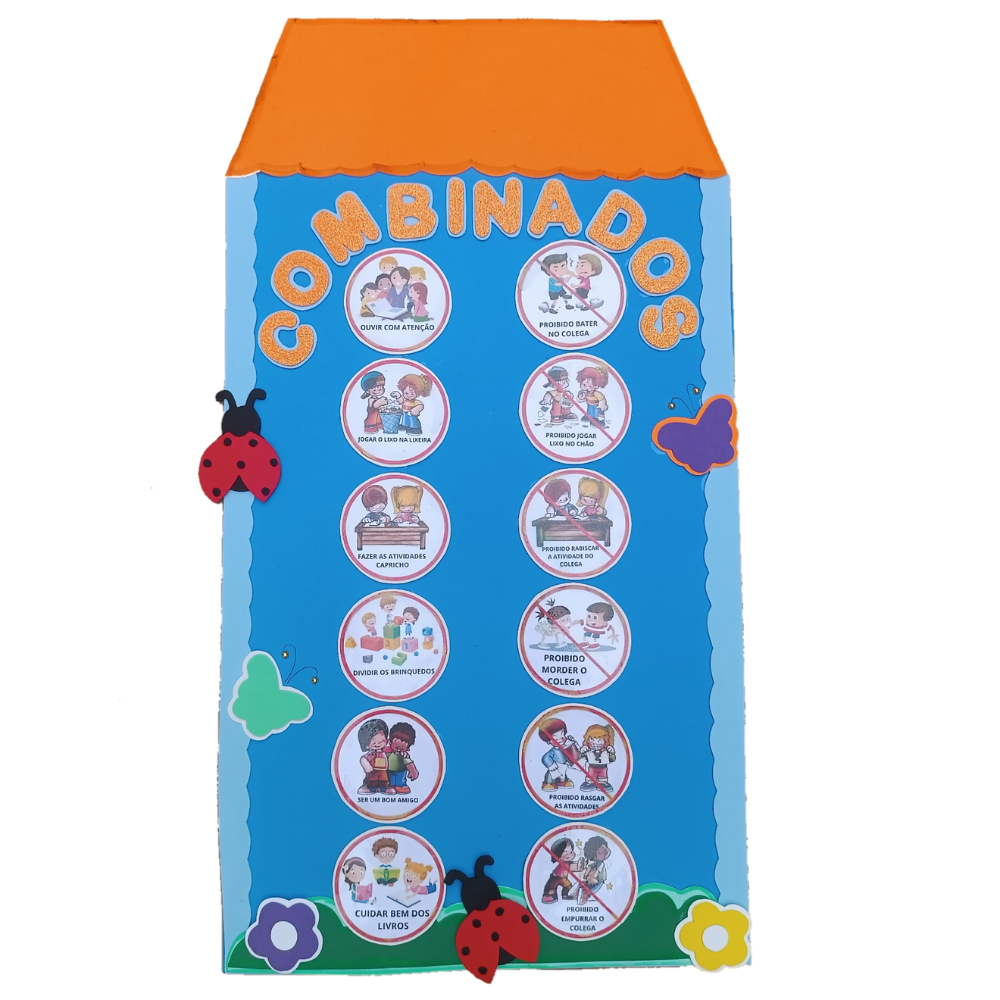 COMBINADOS
OUVIR COM ATENÇÃO
PROIBIDO BATER
NO COLEGA
JOGAR O LIXO NA LIXEIRA
PROIBIDO JOGAR
LIXO NO CHÃO
FAZER AS ATIVIDADES
CAPRICHO
PROIBIDO RABISCAR
A ATIVIDADE DO
COLEGA
DIVIDIR OS BRINQUEDOS
PROIBIDO
MORDER O
COLEGA
SER UM BOM AMIGO
PROIBIDO RASGAR
AS ATIVIDADES
CUIDAR BEM DOS
LIVROS
PROIBIDO
EMPURRAR O
COLEGA